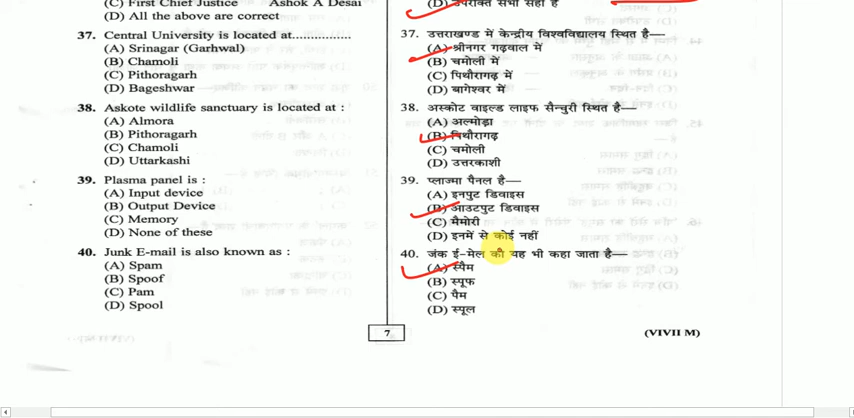 (C) First Chief Justice Ashok A Desai
(D) All the above are correct
37. Central University is located at..............
(A) Srinagar (Garhwal)
(B) Chamoli
(C) Pithoragarh
(D) Bageshwar
38. Askote wildlife sanctuary is located at :
(A) Almora
(B) Pithoragarh
(C) Chamoli
(D) Uttarkashi
39. Plasma panel is :
(A) Input device
(B) Output Device
(C) Memory
(D) None of these
40. Junk E-mail is also known as :
(A) Spam
(B) Spoof
(C) Pam
(D) Spool
(D) उपरोक्त सभी सही हैं
37. उत्तराखण्ड में केन्द्रीय विश्वविद्यालय स्थित है—
(A) श्रीनगर गढ़वाल में
(B) चमोली में
(C) पिथौरागढ़ में
(D) बागेश्वर में
38. अस्कोट वाइल्ड लाइफ सैन्चुरी स्थित है—
(A) अल्मोड़ा
(B) पिथौरागढ़
(C) चमोली
(D) उत्तरकाशी
39. प्लाज्मा पैनल है—
(A) इनपुट डिवाइस
(B) आउटपुट डिवाइस
(C) मैमोरी
(D) इनमें से कोई नहीं
40. जंक ई-मेल को यह भी कहा जाता है—
(A) स्पैम
(B) स्पूफ
(C) पैम
(D) स्पूल
7
(VIVII M)